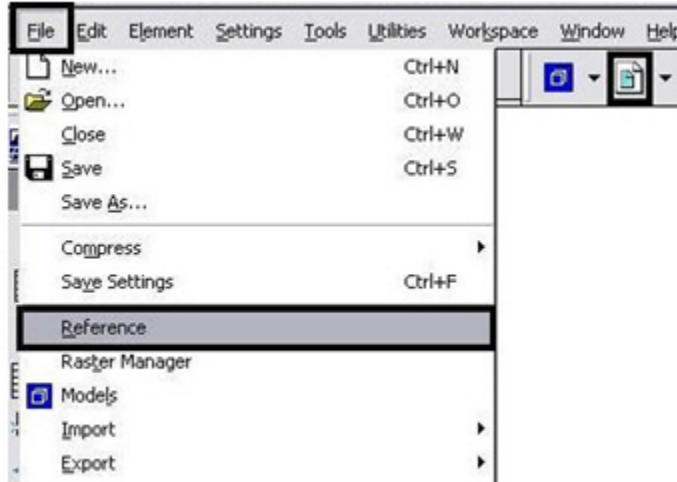 File Edit Element Settings Tools Utilities Workspace Window Help
New... Ctrl+N
Open... Ctrl+O
Close Ctrl+W
Save Ctrl+S
Save As...
Compress
Save Settings Ctrl+F
Reference
Raster Manager
Models
Import
Export